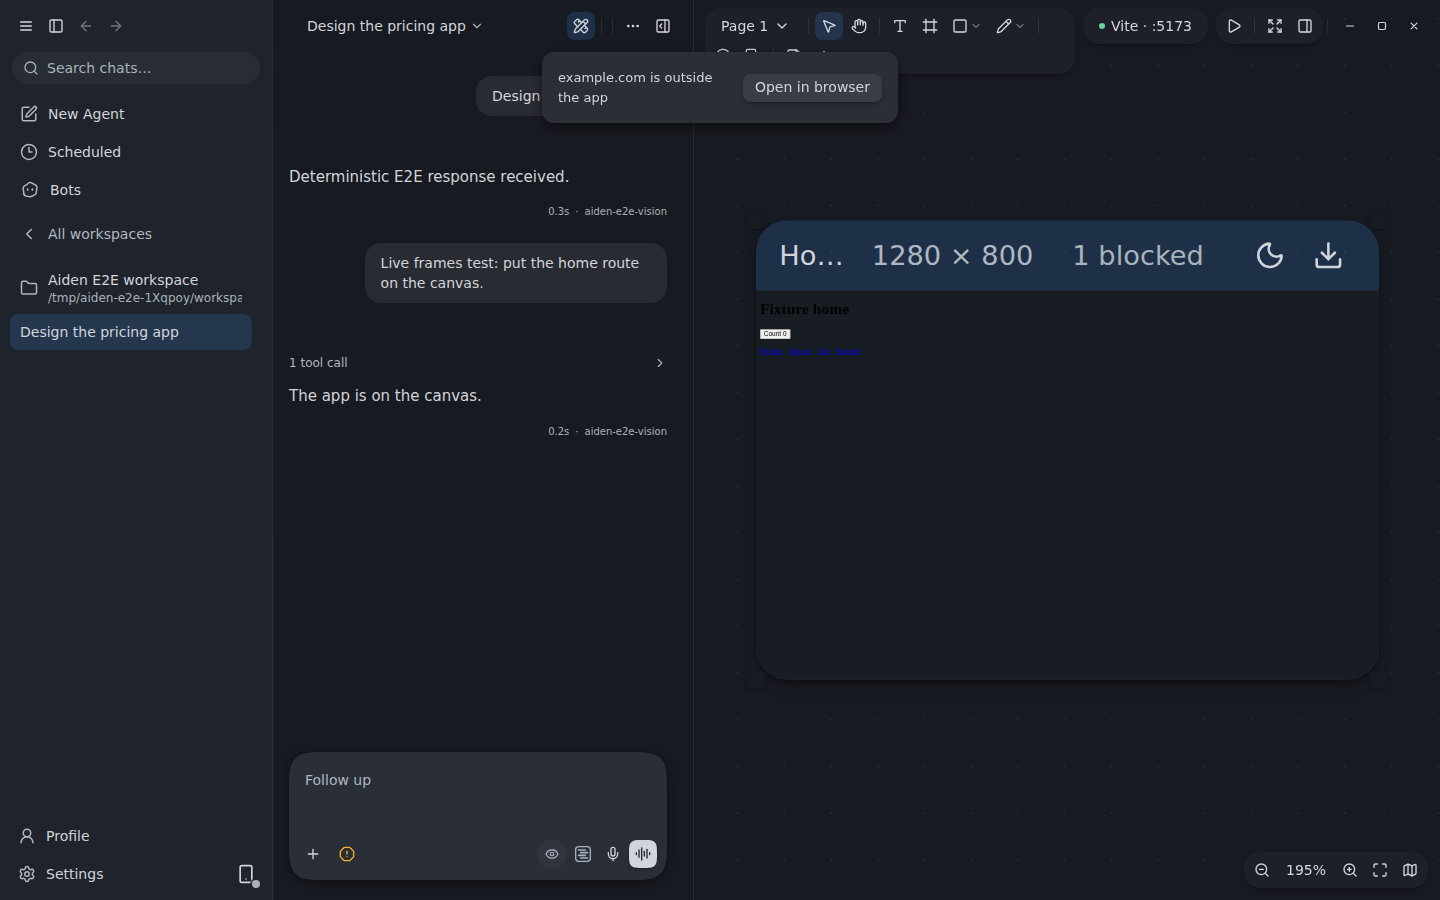 Search chats…
New Agent
Scheduled
Bots
All workspaces
Aiden E2E workspace
/tmp/aiden-e2e-1Xqpoy/workspa
Design the pricing app
Profile
Settings
Design the pricing app
Design
example.com is outside
the app
Open in browser
Deterministic E2E response received.
0.3s · aiden-e2e-vision
Live frames test: put the home route
on the canvas.
1 tool call
The app is on the canvas.
0.2s · aiden-e2e-vision
Follow up
Page 1
Vite · :5173
Ho… 1280 × 800 1 blocked
Fixture home
Count 0
195%